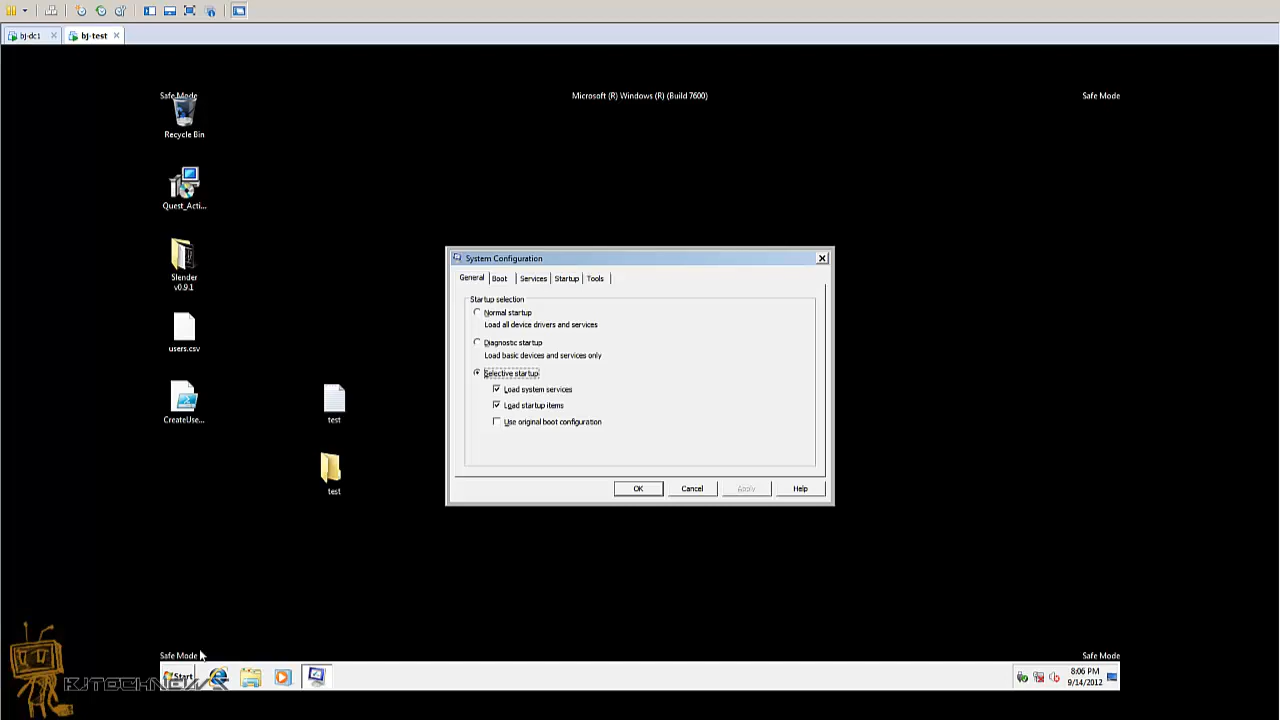 bj-dc1
bj-test
Safe Mode
Microsoft (R) Windows (R) (Build 7600)
Safe Mode
Recycle Bin
Quest_Acti...
Slender
v0.9.1
users.csv
CreateUse...
test
test
System Configuration
General
Boot
Services
Startup
Tools
Startup selection
Normal startup
Load all device drivers and services
Diagnostic startup
Load basic devices and services only
Selective startup
Load system services
Load startup items
Use original boot configuration
OK
Cancel
Apply
Help
Safe Mode
Safe Mode
Start
BJTECHNEWS
8:06 PM
9/14/2012